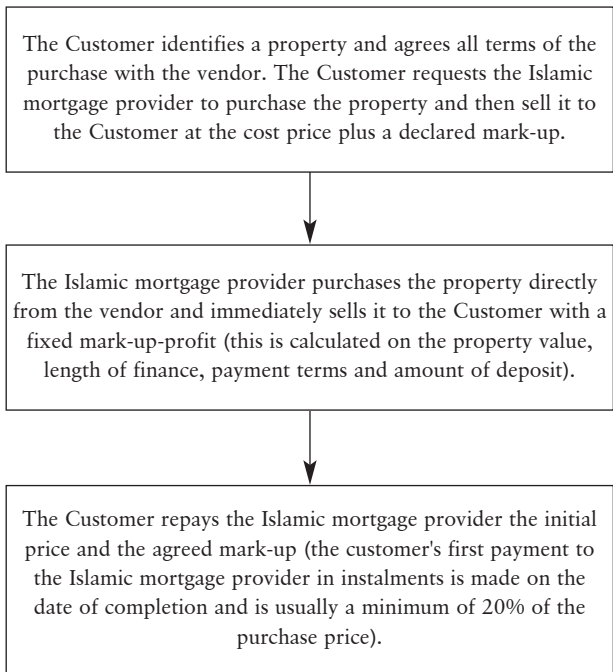 The Customer identifies a property and agrees all terms of the
purchase with the vendor. The Customer requests the Islamic
mortgage provider to purchase the property and then sell it to
the Customer at the cost price plus a declared mark-up.
The Islamic mortgage provider purchases the property directly
from the vendor and immediately sells it to the Customer with a
fixed mark-up-profit (this is calculated on the property value,
length of finance, payment terms and amount of deposit).
The Customer repays the Islamic mortgage provider the initial
price and the agreed mark-up (the customer's first payment to
the Islamic mortgage provider in instalments is made on the
date of completion and is usually a minimum of 20% of the
purchase price).